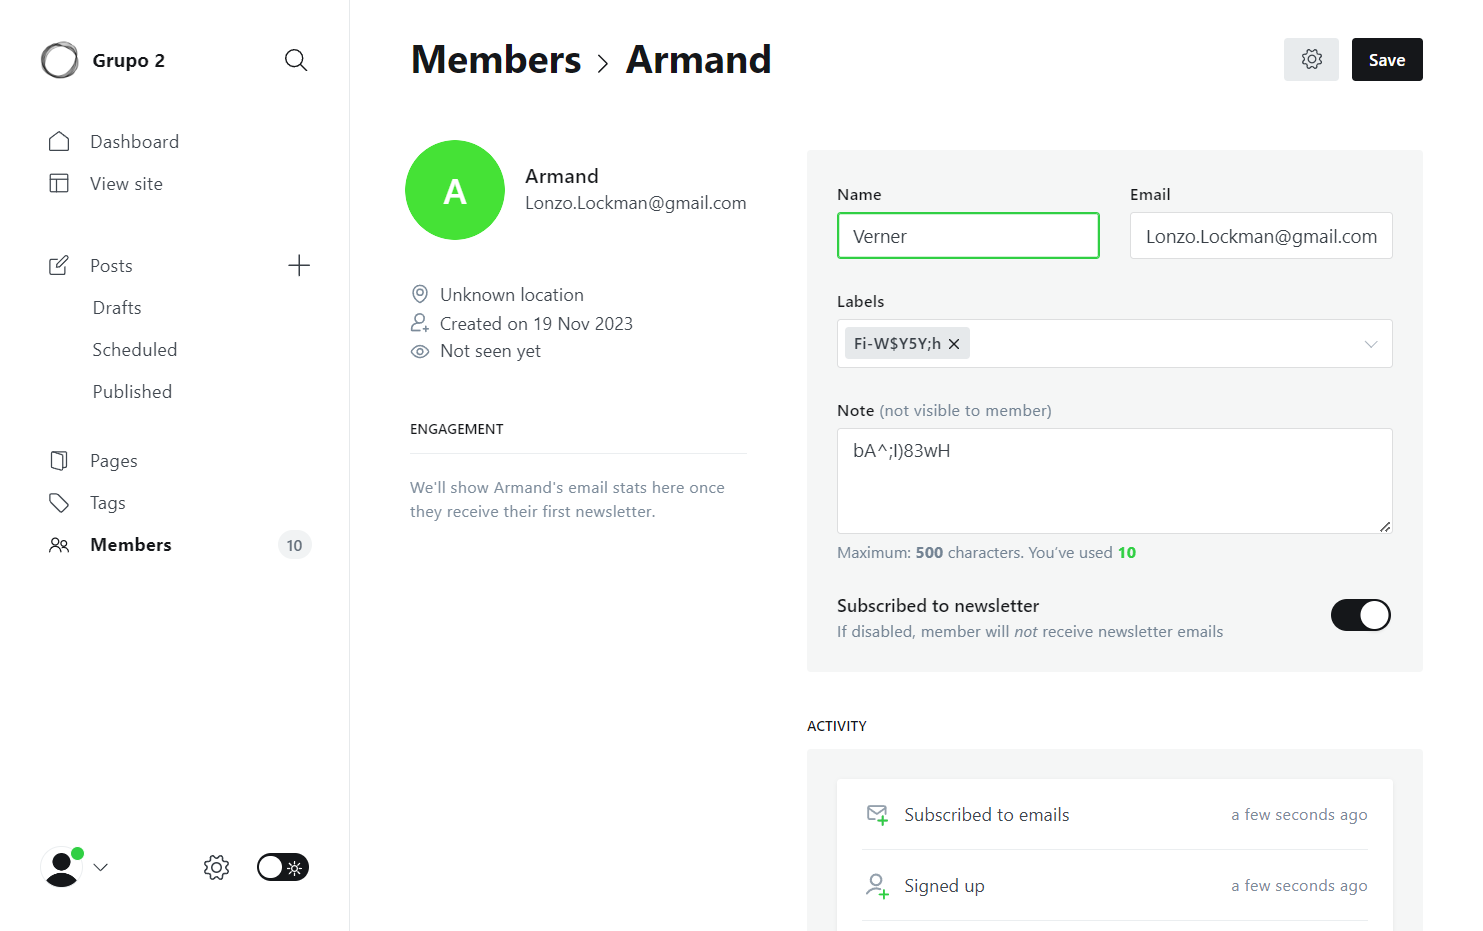 Grupo 2
Dashboard
View site
Posts
Drafts
Scheduled
Published
Pages
Tags
Members
10
Members > Armand
Save
A
Armand
Lonzo.Lockman@gmail.com
Unknown location
Created on 19 Nov 2023
Not seen yet
ENGAGEMENT
We'll show Armand's email stats here once
they receive their first newsletter.
Name
Verner
Email
Lonzo.Lockman@gmail.com
Labels
Fi-W$Y5Y;h
Note (not visible to member)
bA^;I)83wH
Maximum: 500 characters. You’ve used 10
Subscribed to newsletter
If disabled, member will not receive newsletter emails
ACTIVITY
Subscribed to emails a few seconds ago
Signed up a few seconds ago